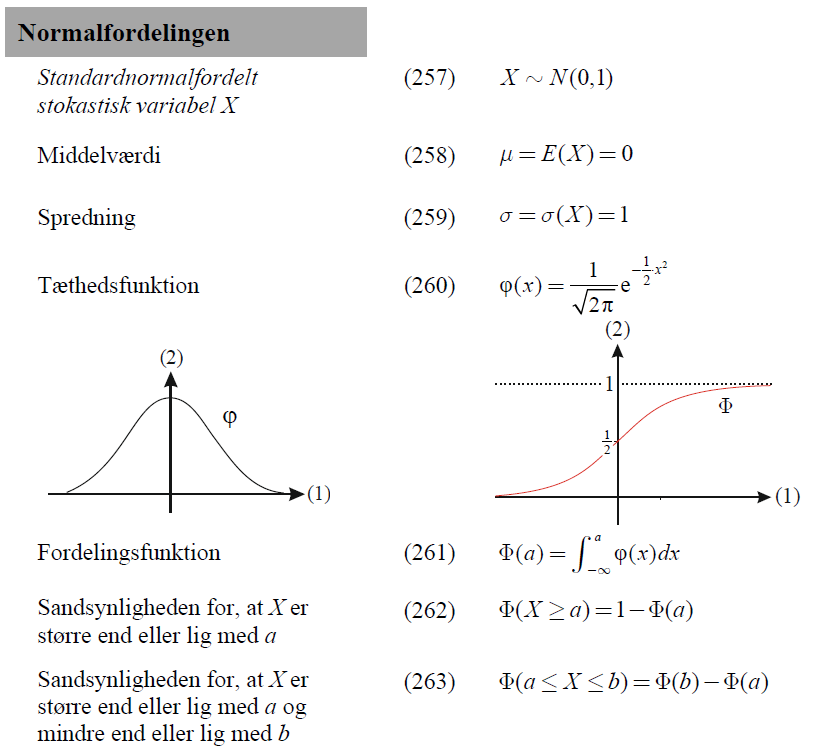 Normalfordelingen
Standardnormalfordelt
stokastisk variabel X
(257) X ∼ N(0,1)
Middelværdi (258) μ = E(X) = 0
Spredning (259) σ = σ(X) = 1
Tæthedsfunktion (260) φ(x) = 1/√(2π) e^(−½·x²)
(2)
φ
(1)
(2)
1
Φ
1/2
(1)
Fordelingsfunktion (261) Φ(a) = ∫_{−∞}^{a} φ(x)dx
Sandsynligheden for, at X er
større end eller lig med a
(262) Φ(X ≥ a) = 1 − Φ(a)
Sandsynligheden for, at X er
større end eller lig med a og
mindre end eller lig med b
(263) Φ(a ≤ X ≤ b) = Φ(b) − Φ(a)